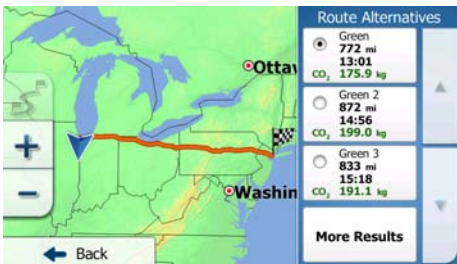 Route Alternatives
Ottav
Washin
Green
772 mi
13:01
CO₂ 175.9 kg
Green 2
872 mi
14:56
CO₂ 199.0 kg
Green 3
833 mi
15:18
CO₂ 191.1 kg
More Results
Back